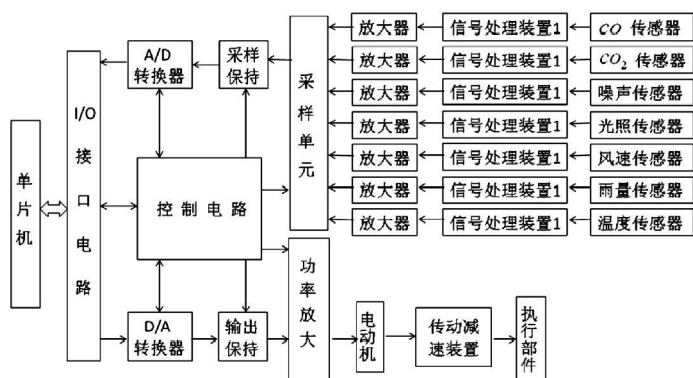 单片机
I/O接口电路
A/D
转换器
采样
保持
控制电路
D/A
转换器
输出
保持
采样单元
功率放大
放大器
信号处理装置1
CO 传感器
放大器
信号处理装置1
CO₂ 传感器
放大器
信号处理装置1
噪声传感器
放大器
信号处理装置1
光照传感器
放大器
信号处理装置1
风速传感器
放大器
信号处理装置1
雨量传感器
放大器
信号处理装置1
温度传感器
电动机
传动减
速装置
执行部件